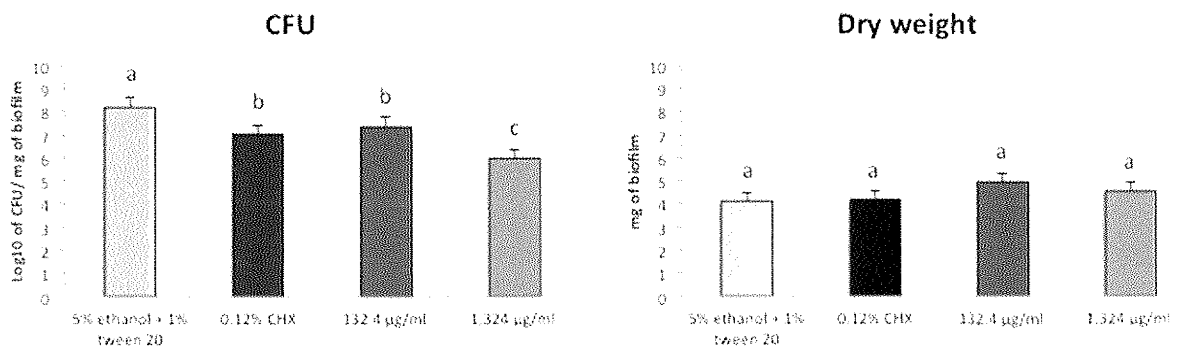 CFU
Log10 of CFU/ mg of biofilm
10
9
8
7
6
5
4
3
2
1
0
a
b
b
c
5% ethanol + 1% tween 20
0.12% CHX
132.4 µg/ml
1.324 µg/ml
Dry weight
mg of biofilm
10
9
8
7
6
5
4
3
2
1
0
a
a
a
a
5% ethanol + 1% tween 20
0.12% CHX
132.4 µg/ml
1.324 µg/ml